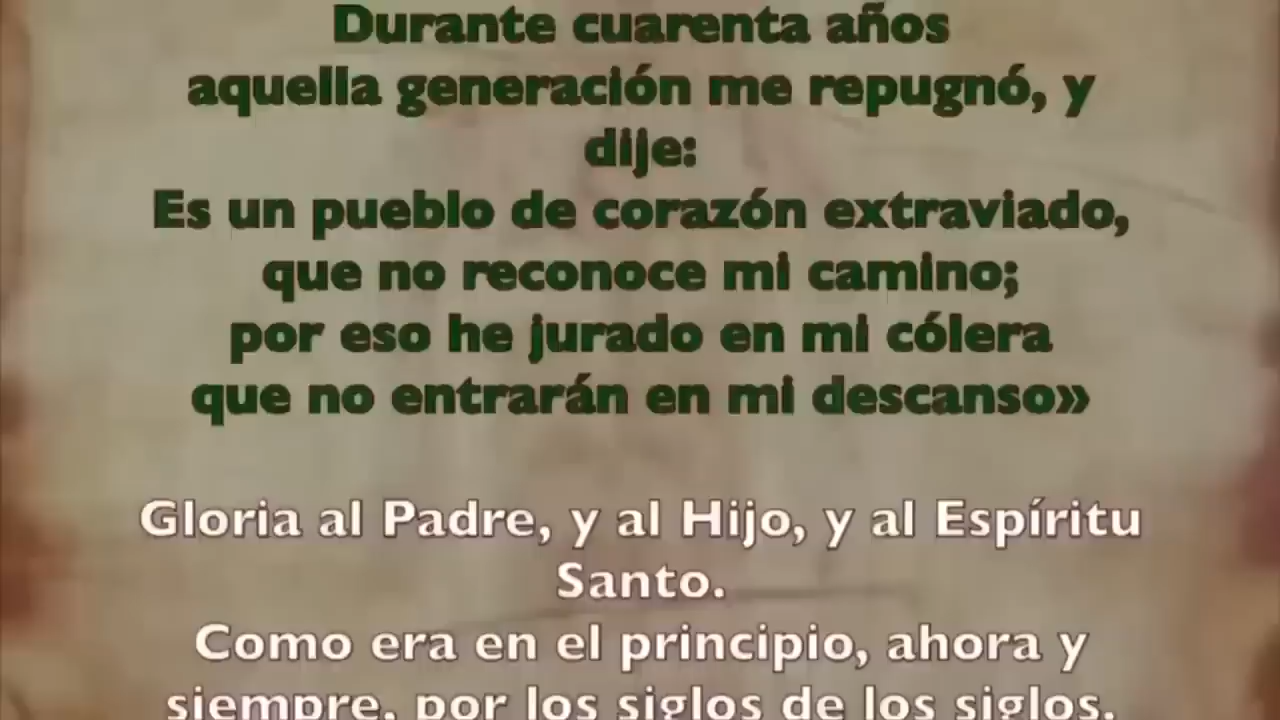 Durante cuarenta años
aquella generación me repugnó, y
dije:
Es un pueblo de corazón extraviado,
que no reconoce mi camino;
por eso he jurado en mi cólera
que no entrarán en mi descanso»
Gloria al Padre, y al Hijo, y al Espíritu
Santo.
Como era en el principio, ahora y
siempre, por los siglos de los siglos.